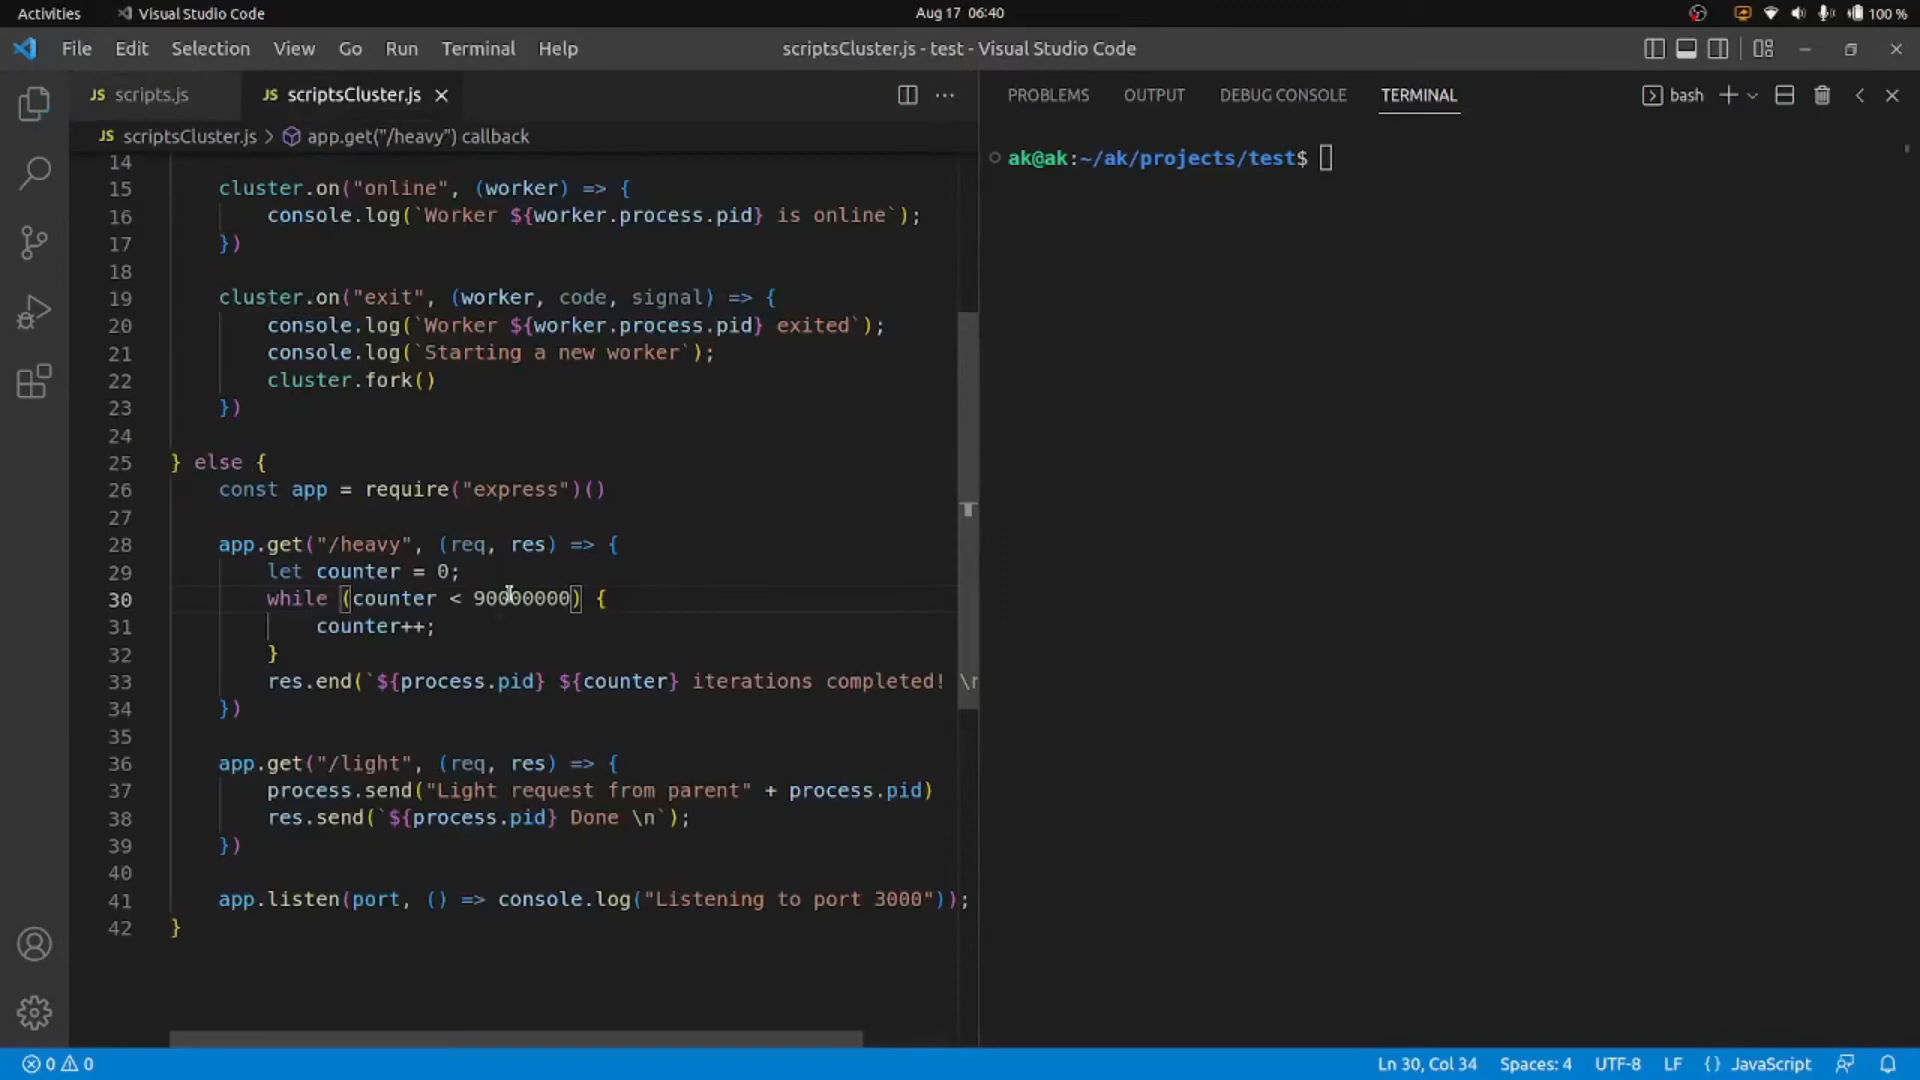 Activities Visual Studio Code Aug 17 06:40 100 %
File Edit Selection View Go Run Terminal Help scriptsCluster.js - test - Visual Studio Code
JS scripts.js JS scriptsCluster.js PROBLEMS OUTPUT DEBUG CONSOLE TERMINAL bash
JS scriptsCluster.js > app.get("/heavy") callback
ak@ak:~/ak/projects/test$
14
15 cluster.on("online", (worker) => {
16 console.log(`Worker ${worker.process.pid} is online`);
17 })
18
19 cluster.on("exit", (worker, code, signal) => {
20 console.log(`Worker ${worker.process.pid} exited`);
21 console.log(`Starting a new worker`);
22 cluster.fork()
23 })
24
25 } else {
26 const app = require("express")()
27
28 app.get("/heavy", (req, res) => {
29 let counter = 0;
30 while (counter < 90000000) {
31 counter++;
32 }
33 res.end(`${process.pid} ${counter} iterations completed! \n
34 })
35
36 app.get("/light", (req, res) => {
37 process.send("Light request from parent" + process.pid)
38 res.send(`${process.pid} Done \n`);
39 })
40
41 app.listen(port, () => console.log("Listening to port 3000"));
42 }
0 0 Ln 30, Col 34 Spaces: 4 UTF-8 LF {} JavaScript